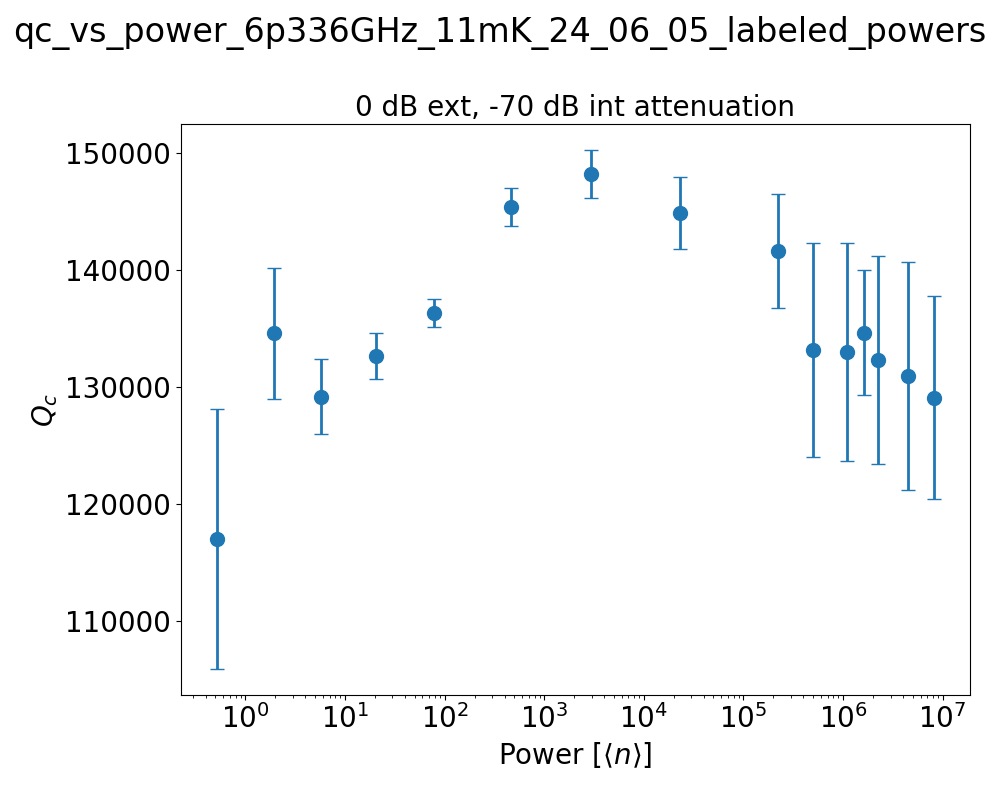 qc_vs_power_6p336GHz_11mK_24_06_05_labeled_powers
0 dB ext, -70 dB int attenuation
150000
140000
130000
120000
110000
Q_c
10^0 10^1 10^2 10^3 10^4 10^5 10^6 10^7
Power [⟨n⟩]